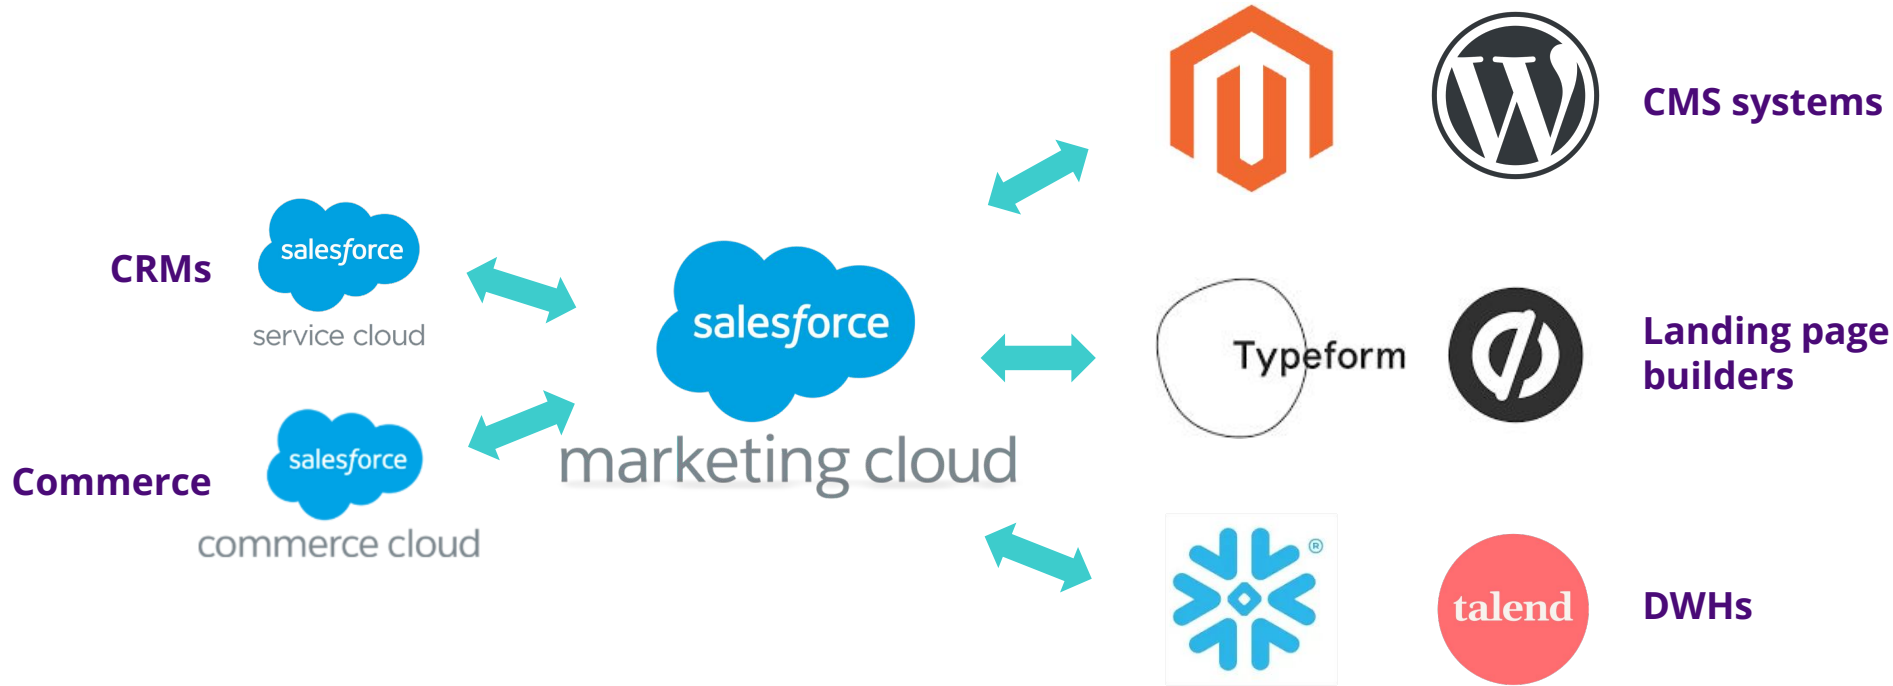 CRMs
salesforce
service cloud
Commerce
salesforce
commerce cloud
salesforce
marketing cloud
CMS systems
Typeform
Landing page
builders
®
talend
DWHs